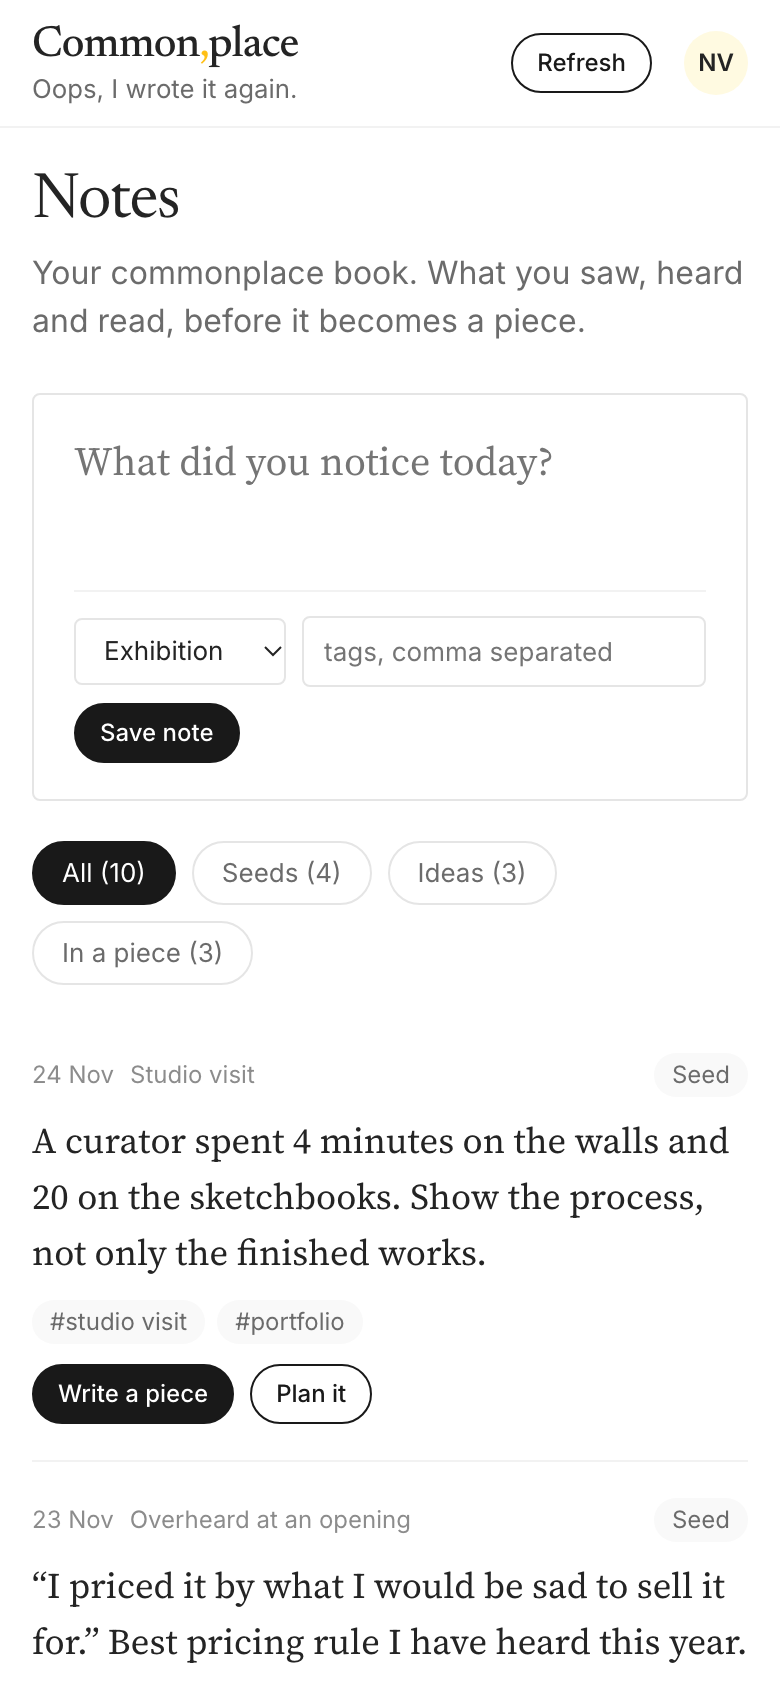 Common,place
Oops, I wrote it again.
Refresh
NV
Notes
Your commonplace book. What you saw, heard
and read, before it becomes a piece.
What did you notice today?
Exhibition
tags, comma separated
Save note
All (10)
Seeds (4)
Ideas (3)
In a piece (3)
24 Nov Studio visit
Seed
A curator spent 4 minutes on the walls and
20 on the sketchbooks. Show the process,
not only the finished works.
#studio visit
#portfolio
Write a piece
Plan it
23 Nov Overheard at an opening
Seed
“I priced it by what I would be sad to sell it
for.” Best pricing rule I have heard this year.